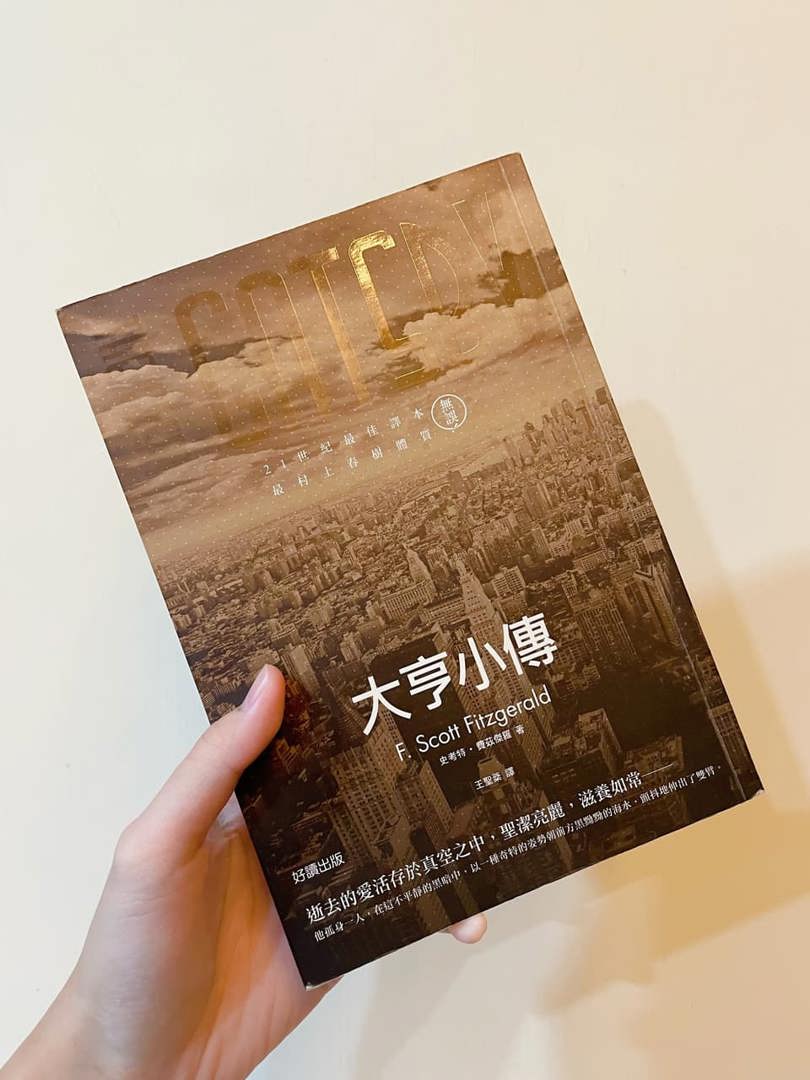 GATSBY
21世紀最佳譯本
最村上春樹體質!
無誤
大亨小傳
F. Scott Fitzgerald
史考特・費茲傑羅 著
王聖棻 譯
好讀出版
逝去的愛活存於真空之中,聖潔亮麗,滋養如常——
他孤身一人,在這不平靜的黑暗中,以一種奇特的姿勢朝前方黑黝黝的海水,顫抖地伸出了雙臂。